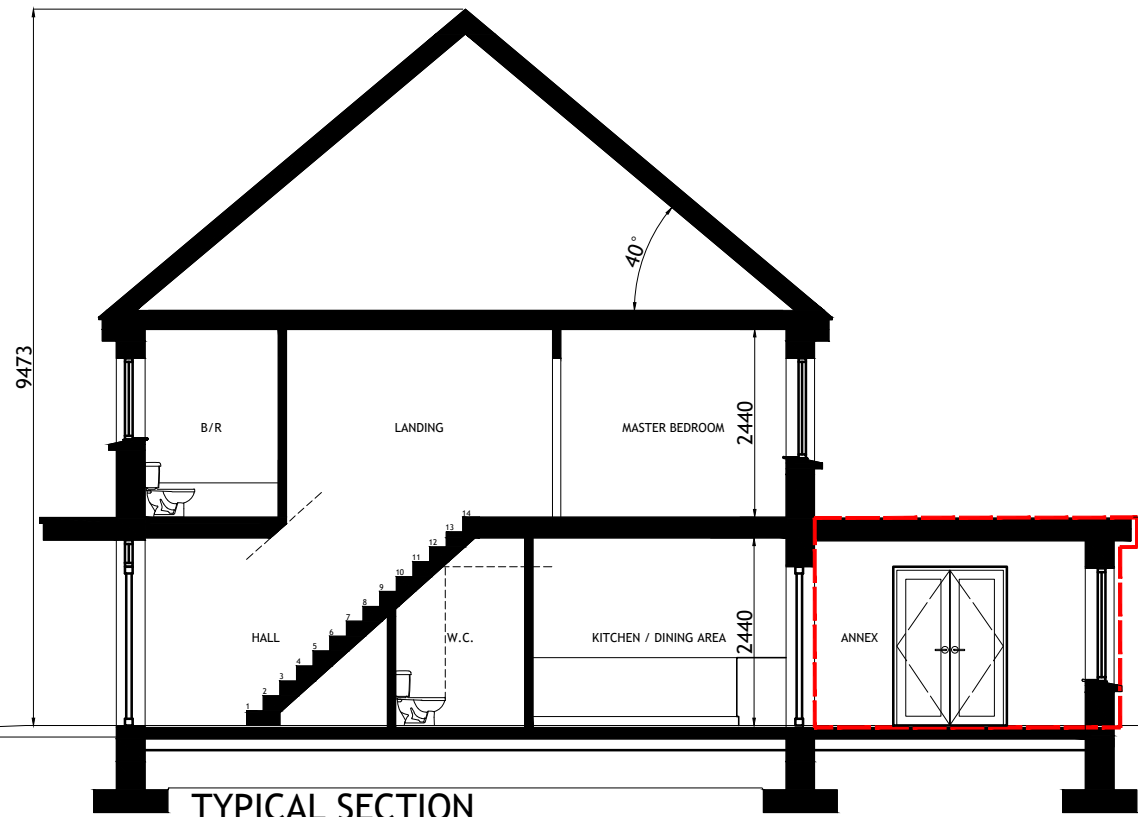 40°
9473
B/R
LANDING
MASTER BEDROOM
2440
14
13
12
11
10
9
8
7
6
5
4
3
2
1
HALL
W.C.
KITCHEN / DINING AREA
2440
ANNEX
TYPICAL SECTION